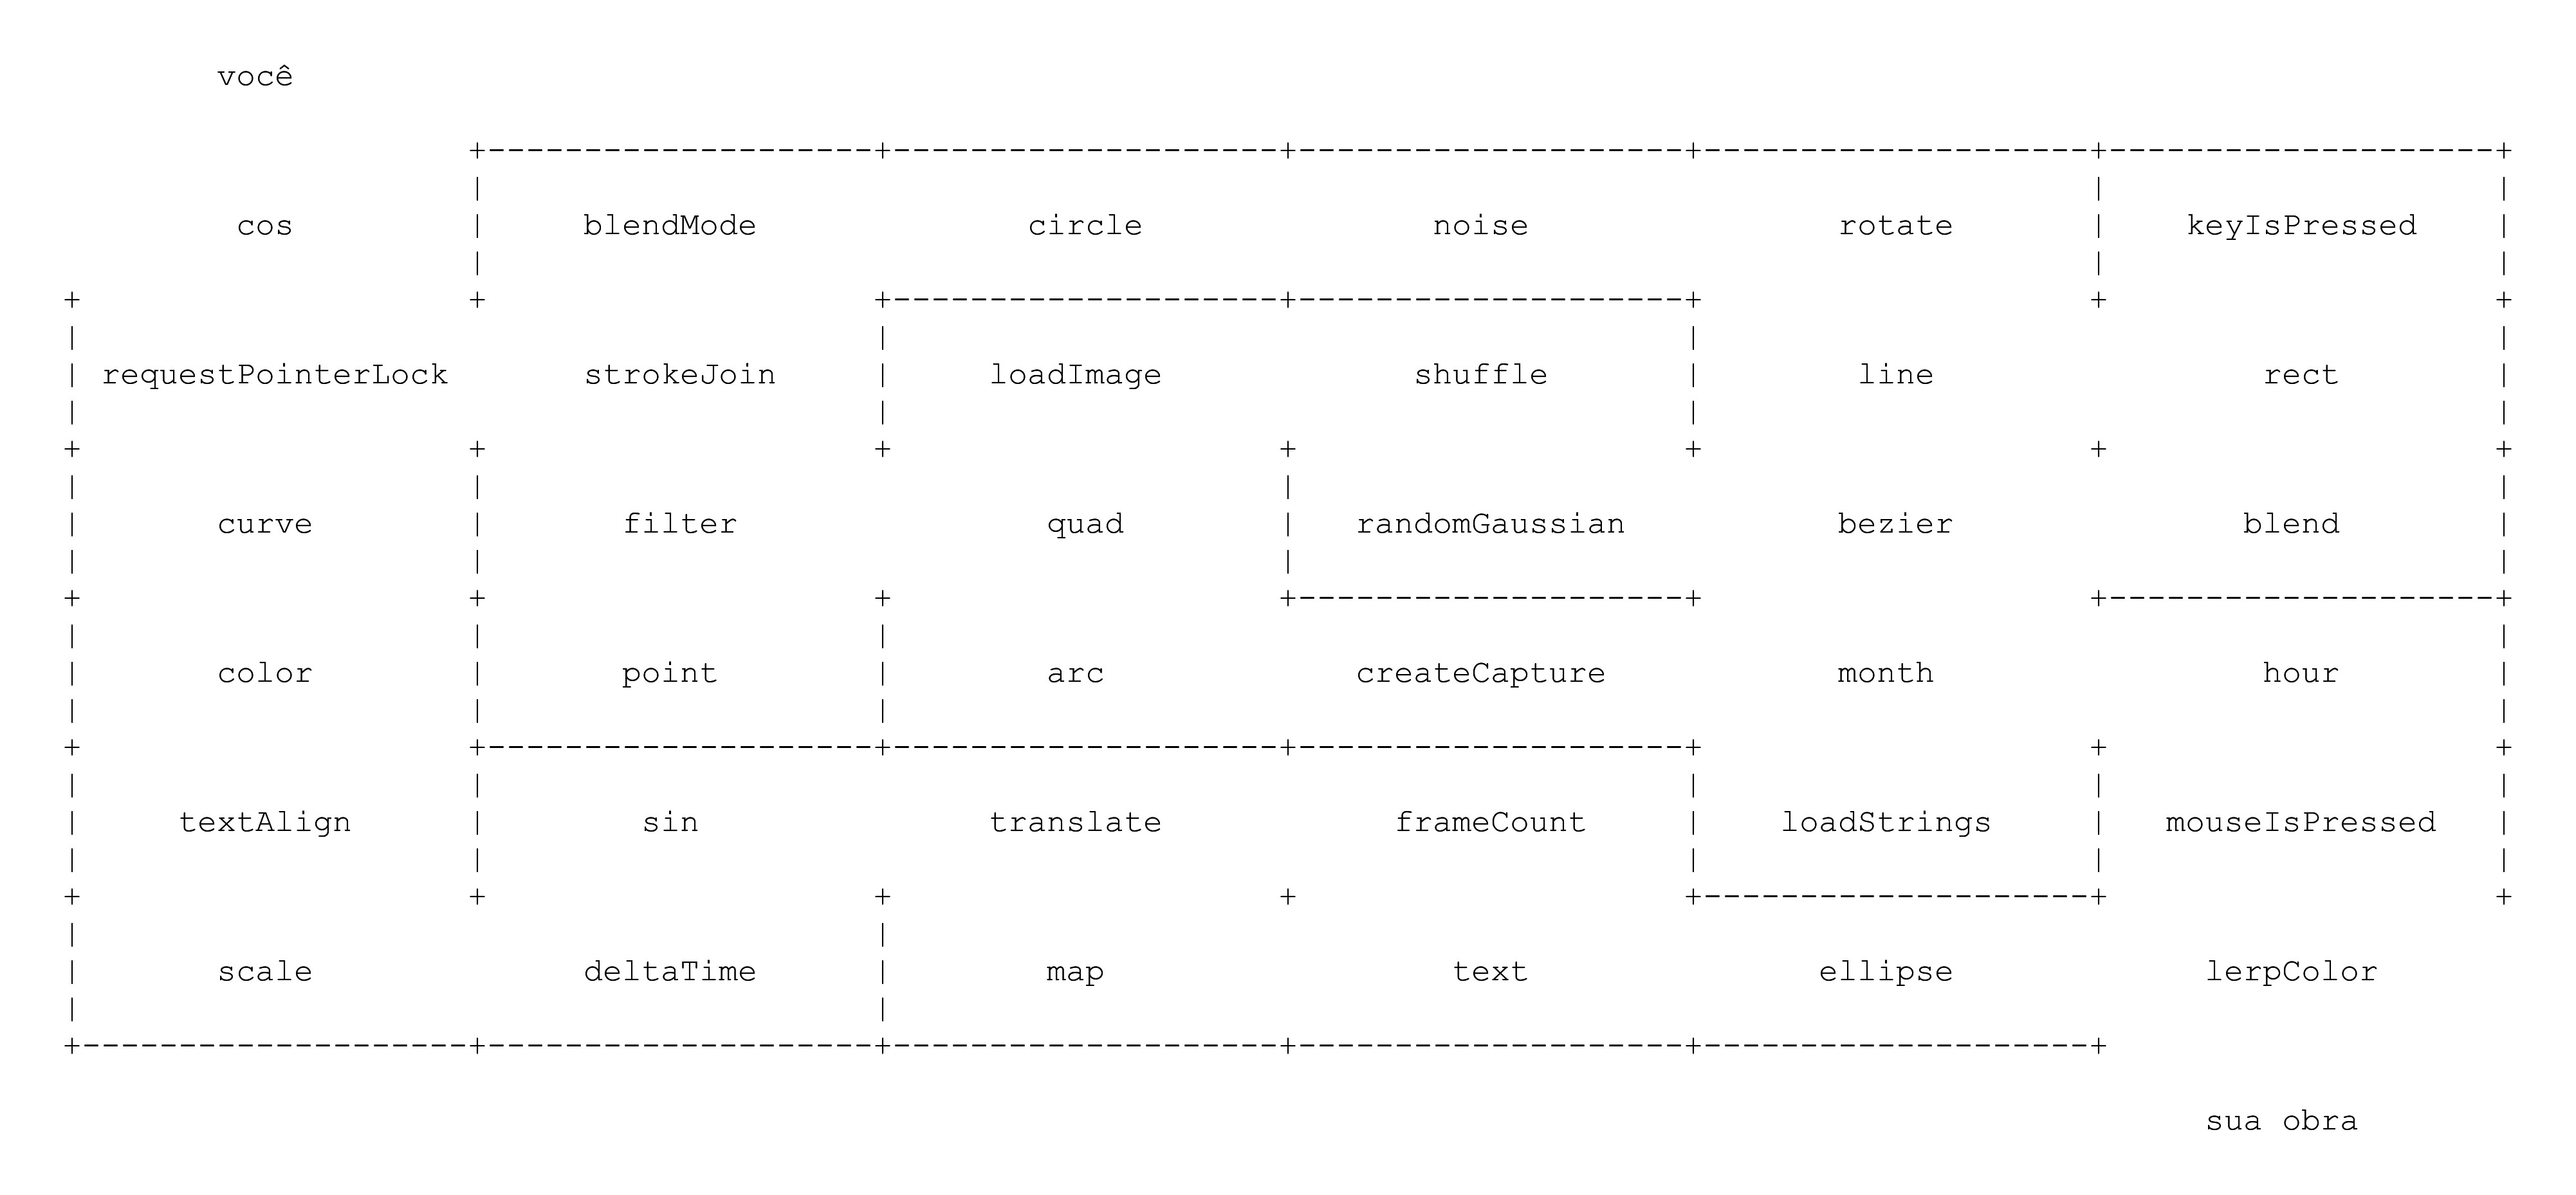 você
cos blendMode circle noise rotate keyIsPressed
requestPointerLock strokeJoin loadImage shuffle line rect
curve filter quad randomGaussian bezier blend
color point arc createCapture month hour
textAlign sin translate frameCount loadStrings mouseIsPressed
scale deltaTime map text ellipse lerpColor
sua obra